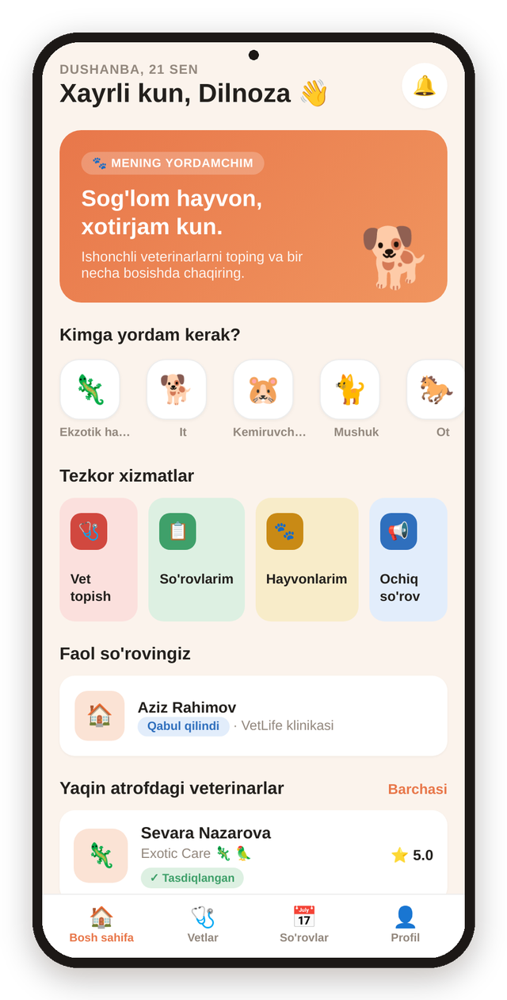 DUSHANBA, 21 SEN
Xayrli kun, Dilnoza 👋
🐾 MENING YORDAMCHIM
Sog'lom hayvon,
xotirjam kun.
Ishonchli veterinarlarni toping va bir
necha bosishda chaqiring.
Kimga yordam kerak?
Ekzotik ha…
It
Kemiruvch…
Mushuk
Ot
Tezkor xizmatlar
Vet
topish
So'rovlarim
Hayvonlarim
Ochiq
so'rov
Faol so'rovingiz
Aziz Rahimov
Qabul qilindi · VetLife klinikasi
Yaqin atrofdagi veterinarlar
Barchasi
Sevara Nazarova
Exotic Care 🦎 🦜
⭐ 5.0
✓ Tasdiqlangan
Bosh sahifa
Vetlar
So'rovlar
Profil